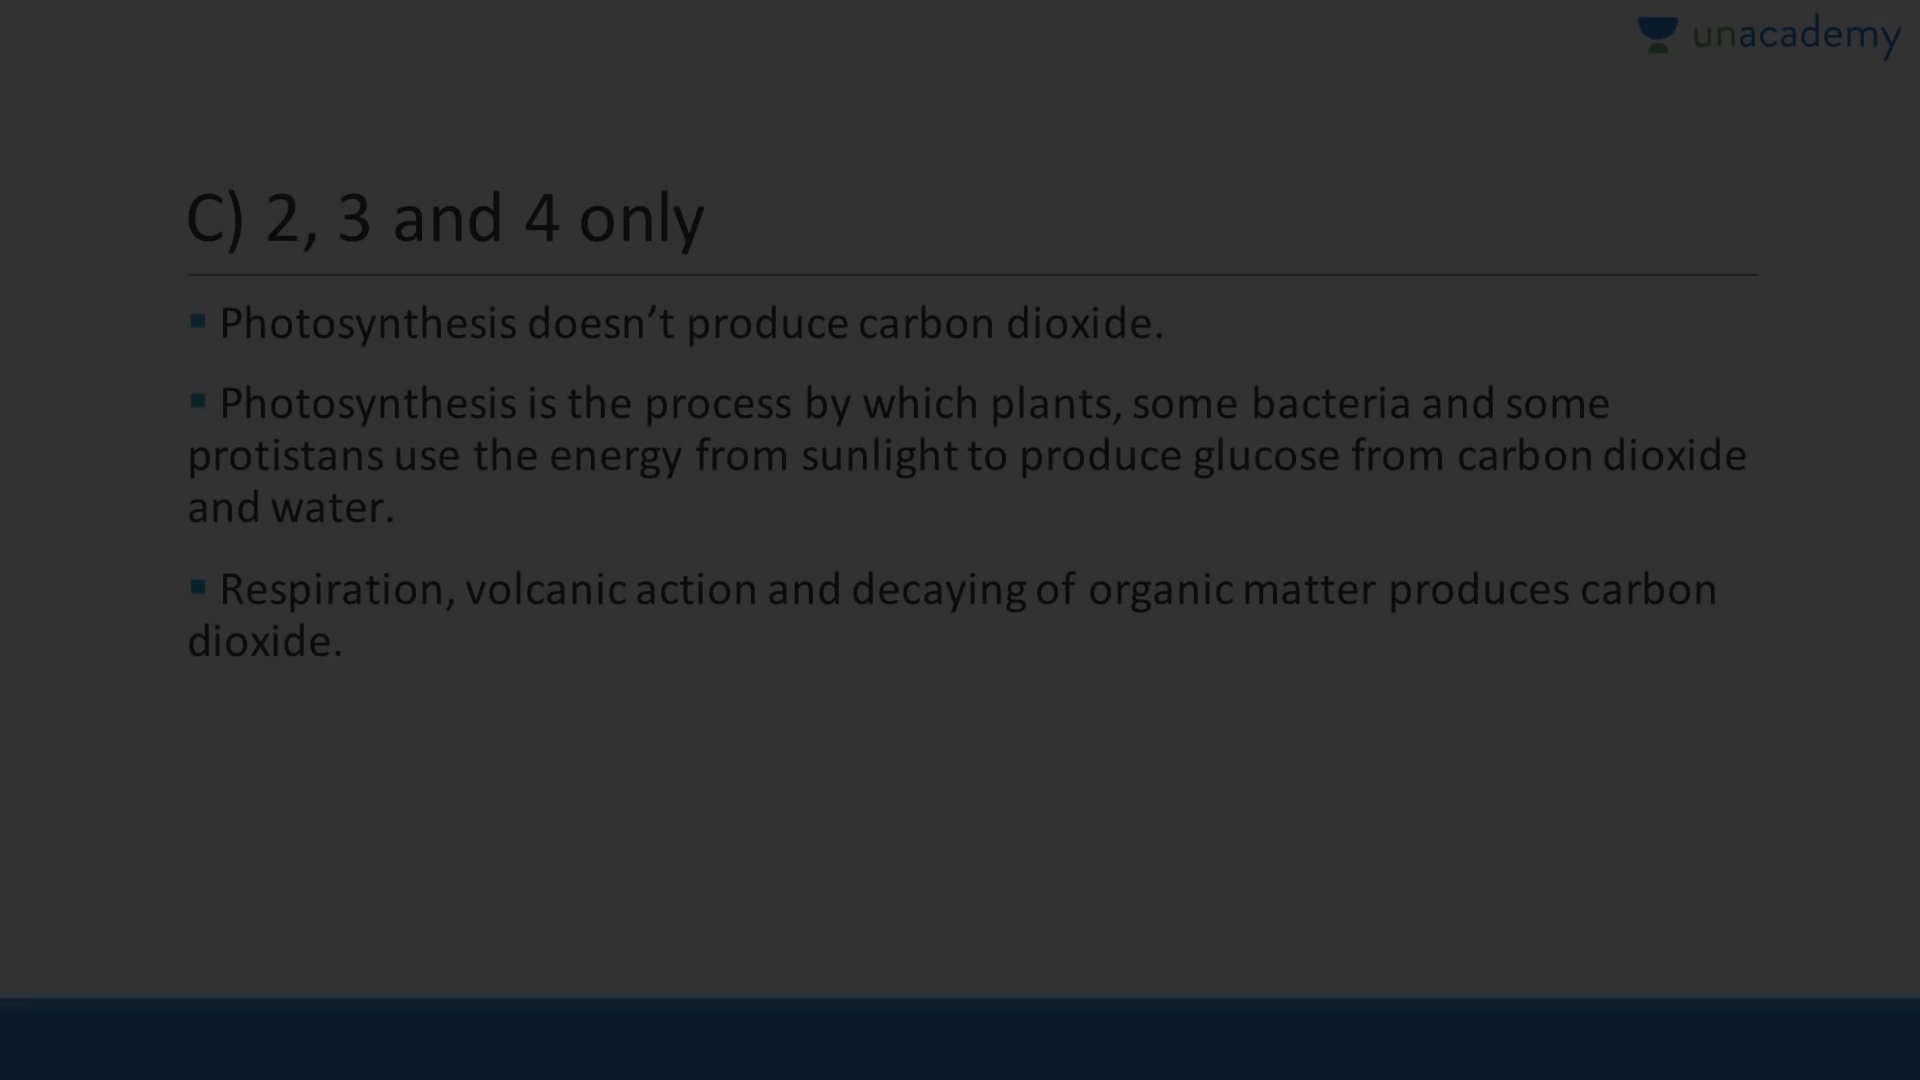 unacademy
C) 2, 3 and 4 only
▪ Photosynthesis doesn’t produce carbon dioxide.
▪ Photosynthesis is the process by which plants, some bacteria and some
protistans use the energy from sunlight to produce glucose from carbon dioxide
and water.
▪ Respiration, volcanic action and decaying of organic matter produces carbon
dioxide.